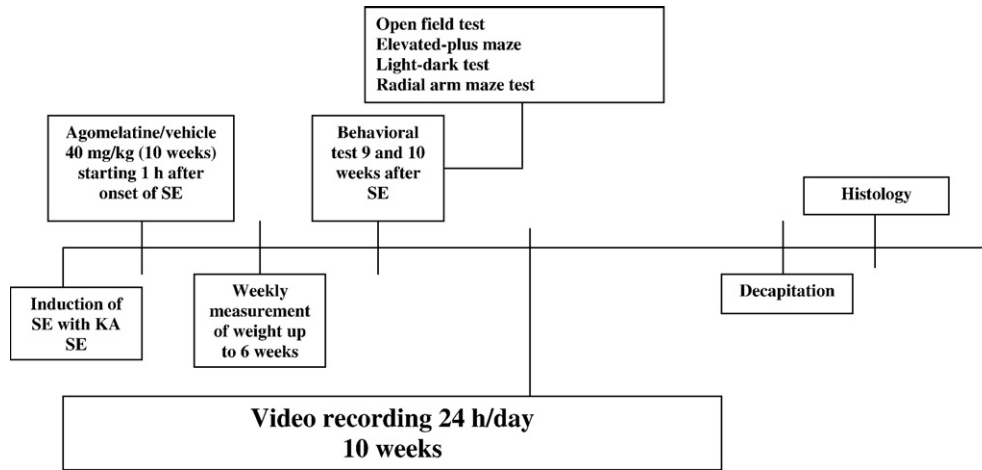 Open field test
Elevated-plus maze
Light-dark test
Radial arm maze test
Agomelatine/vehicle
40 mg/kg (10 weeks)
starting 1 h after
onset of SE
Behavioral
test 9 and 10
weeks after
SE
Histology
Induction of
SE with KA
SE
Weekly
measurement
of weight up
to 6 weeks
Decapitation
Video recording 24 h/day
10 weeks